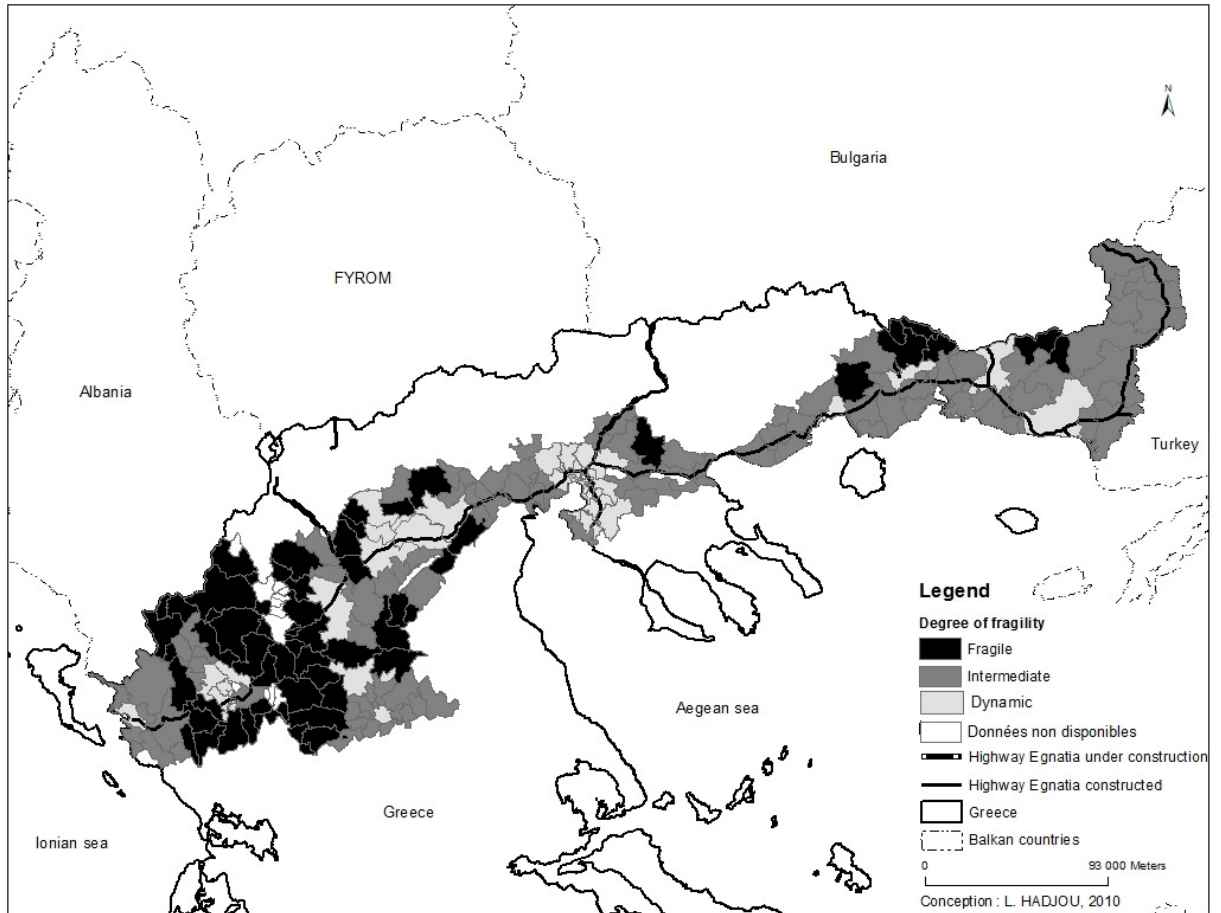 N
Bulgaria
FYROM
Albania
Turkey
Aegean sea
Greece
Ionian sea
Legend
Degree of fragility
Fragile
Intermediate
Dynamic
Données non disponibles
Highway Egnatia under construction
Highway Egnatia constructed
Greece
Balkan countries
0 93 000 Meters
Conception : L. HADJOU, 2010